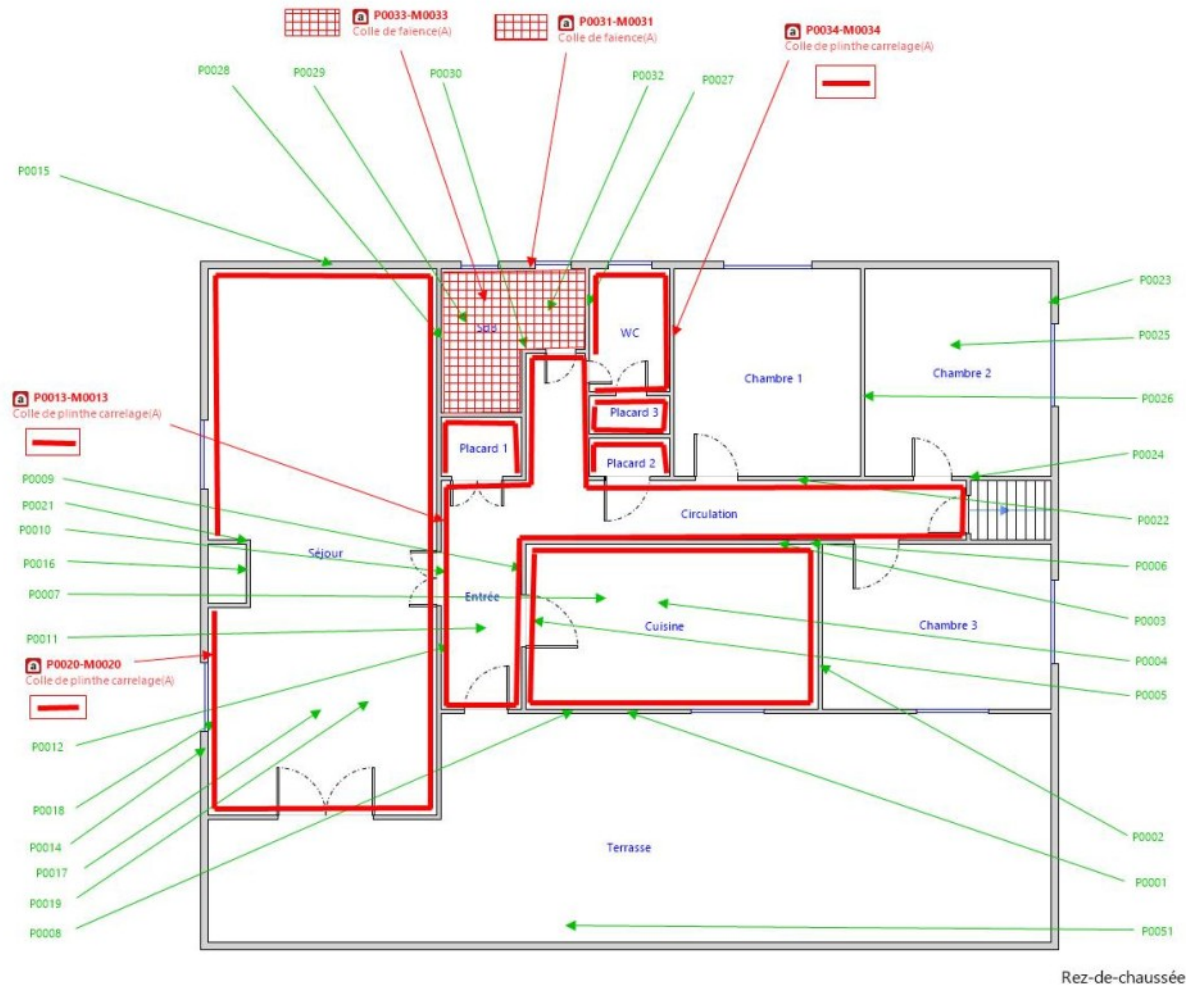 a P0033-M0033
Colle de faïence(A)
a P0031-M0031
Colle de faïence(A)
a P0034-M0034
Colle de plinthe carrelage(A)
P0028
P0029
P0030
P0032
P0027
P0015
P0023
SdB
WC
P0025
Chambre 1
Chambre 2
a P0013-M0013
Colle de plinthe carrelage(A)
P0026
Placard 3
Placard 1
Placard 2
P0024
P0009
P0021
Circulation
P0022
P0010
Séjour
P0016
P0006
P0007
Entrée
P0003
P0011
Cuisine
Chambre 3
a P0020-M0020
Colle de plinthe carrelage(A)
P0004
P0005
P0012
P0018
P0002
P0014
Terrasse
P0017
P0001
P0019
P0008
P0051
Rez-de-chaussée